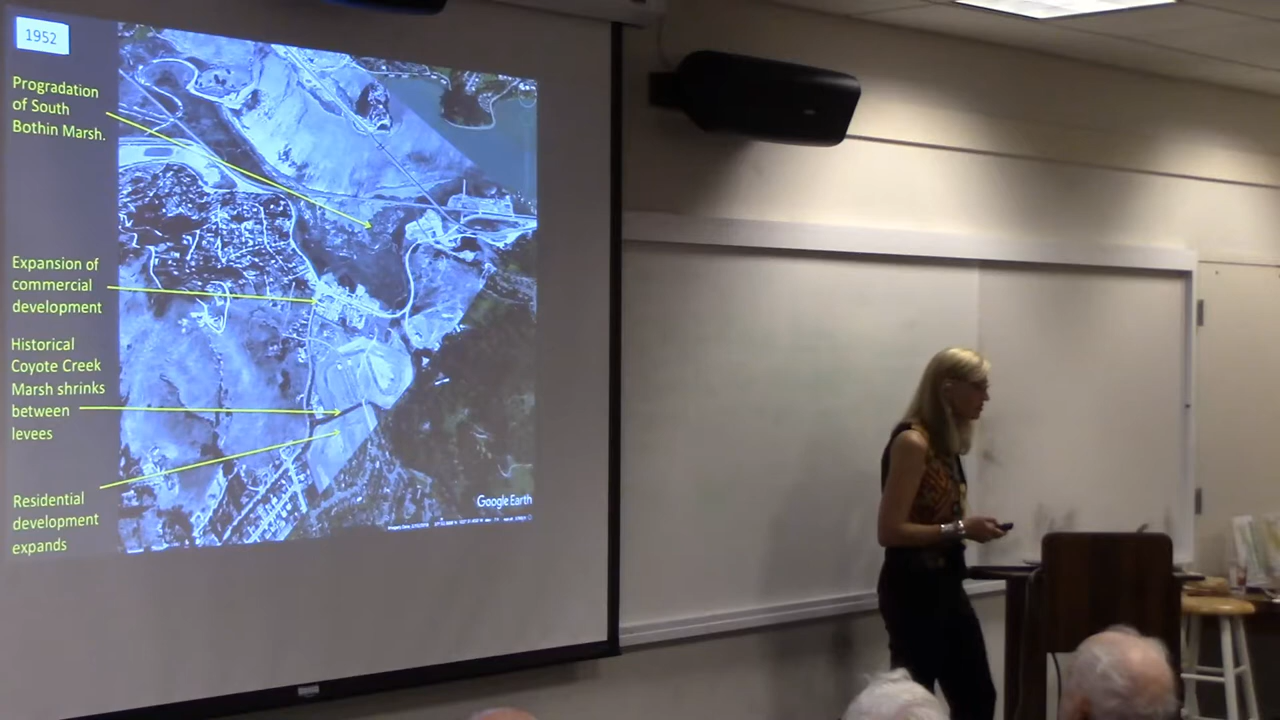 1952
Progradation
of South
Bothin Marsh.
Expansion of
commercial
development
Historical
Coyote Creek
Marsh shrinks
between
levees
Residential
development
expands
Google Earth